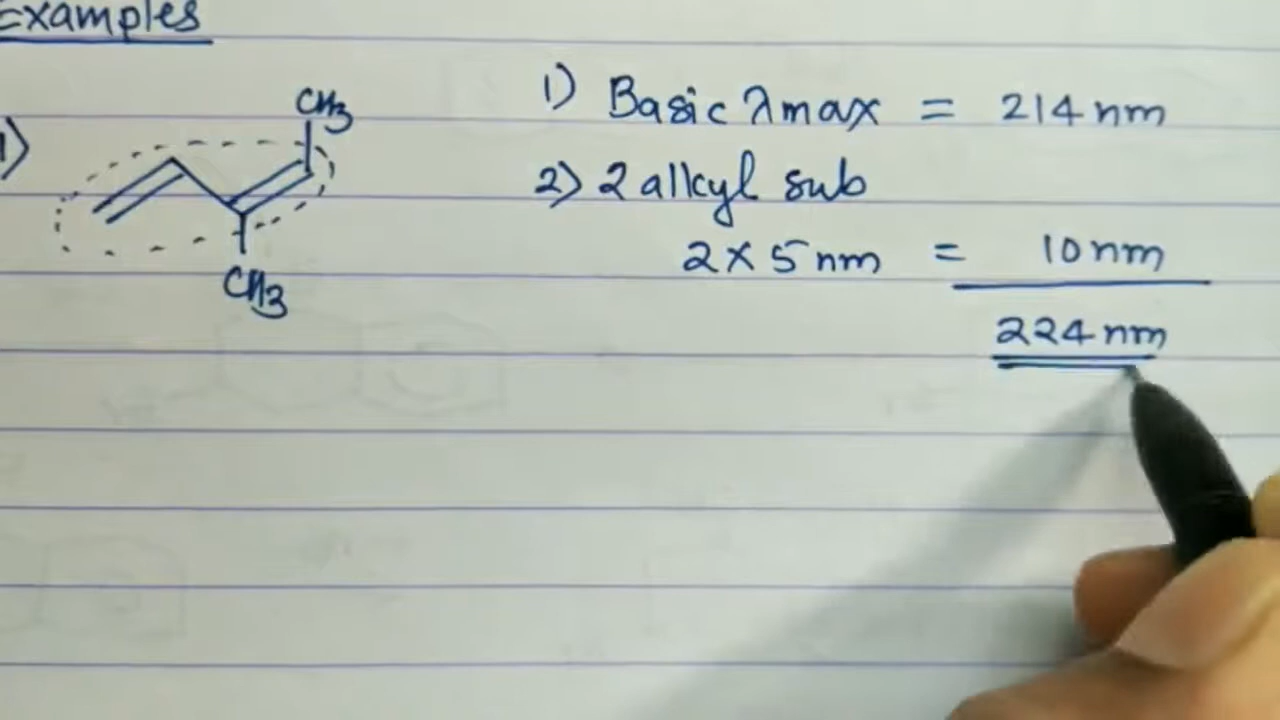 Examples
1)
CH3
CH3
1) Basic λmax = 214 nm
2) 2 alkyl sub
2 × 5 nm = 10 nm
224 nm